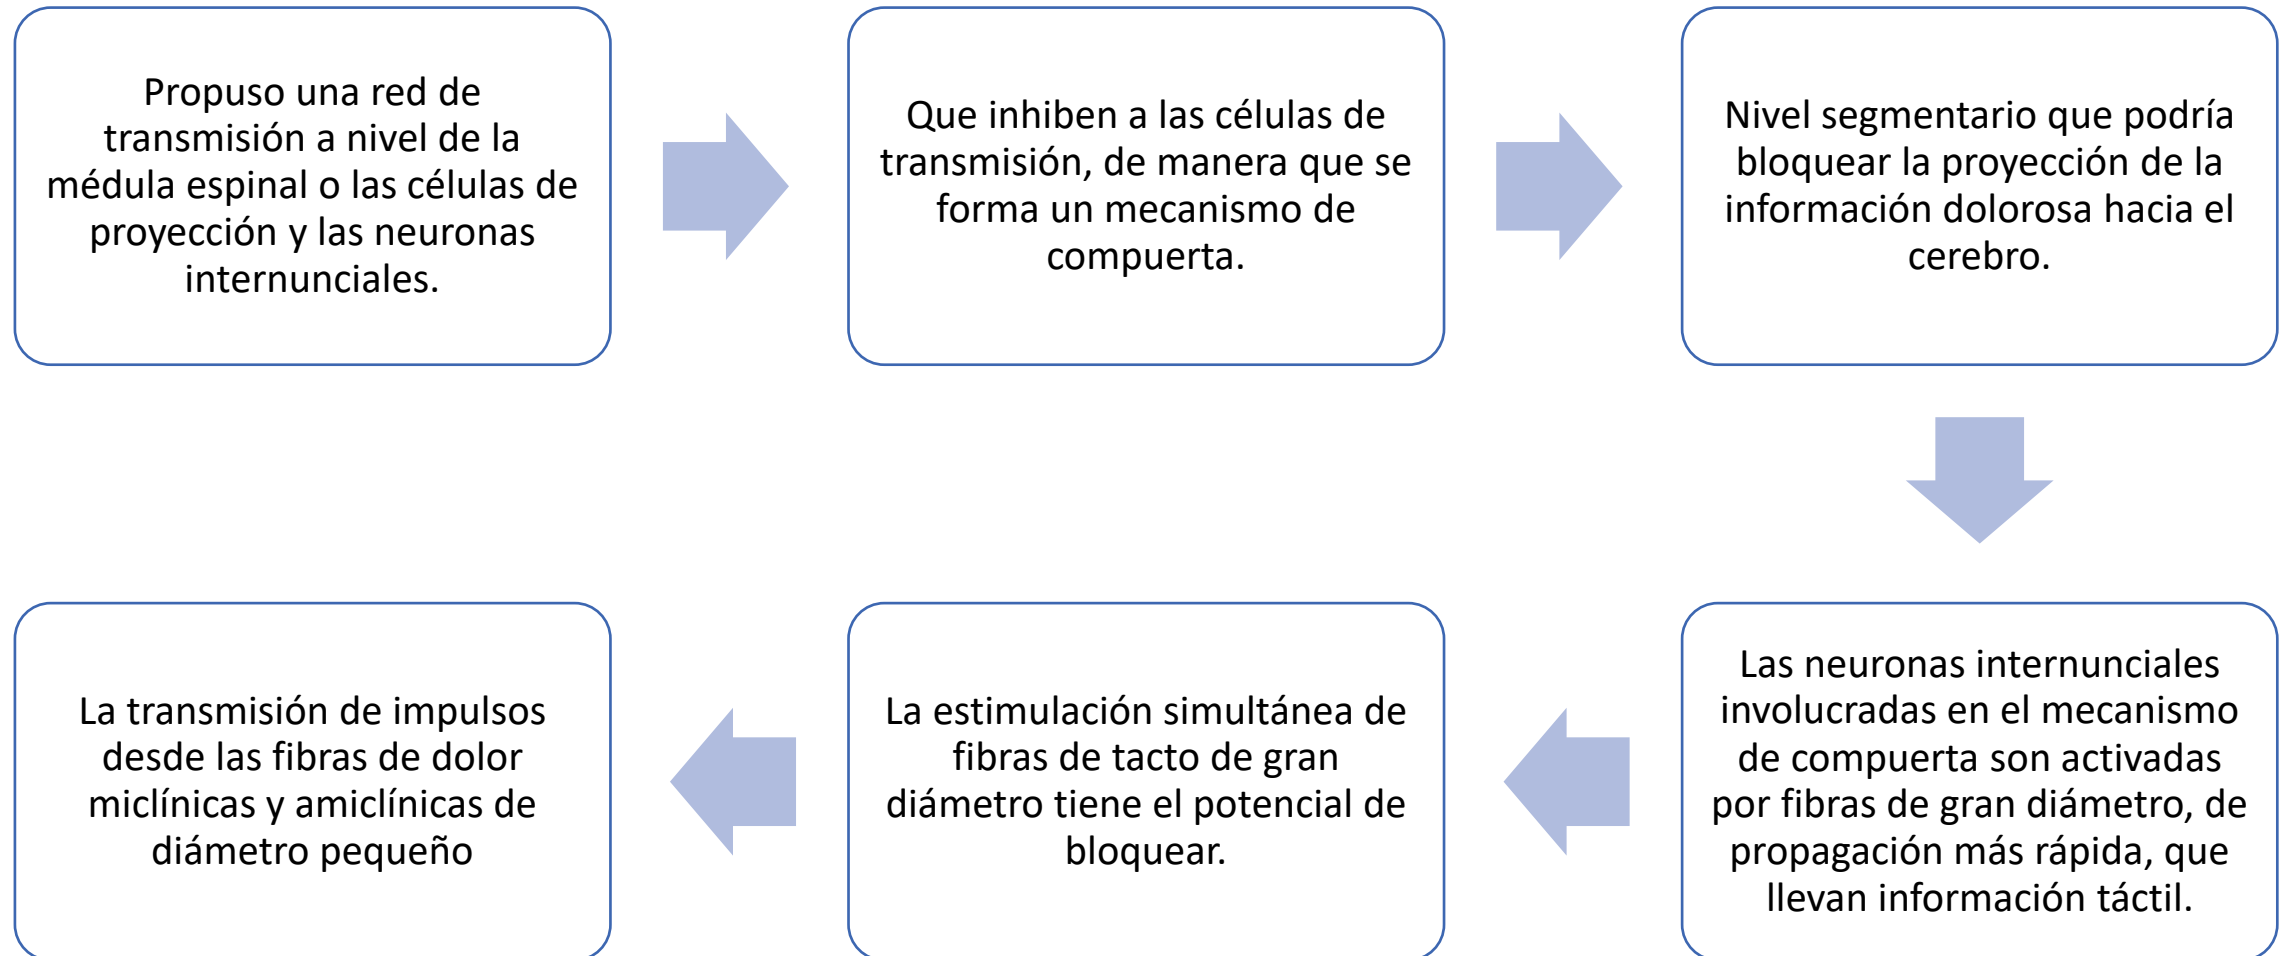 Propuso una red de
transmisión a nivel de la
médula espinal o las células de
proyección y las neuronas
internunciales.
Que inhiben a las células de
transmisión, de manera que se
forma un mecanismo de
compuerta.
Nivel segmentario que podría
bloquear la proyección de la
información dolorosa hacia el
cerebro.
Las neuronas internunciales
involucradas en el mecanismo
de compuerta son activadas
por fibras de gran diámetro, de
propagación más rápida, que
llevan información táctil.
La estimulación simultánea de
fibras de tacto de gran
diámetro tiene el potencial de
bloquear.
La transmisión de impulsos
desde las fibras de dolor
miclínicas y amiclínicas de
diámetro pequeño